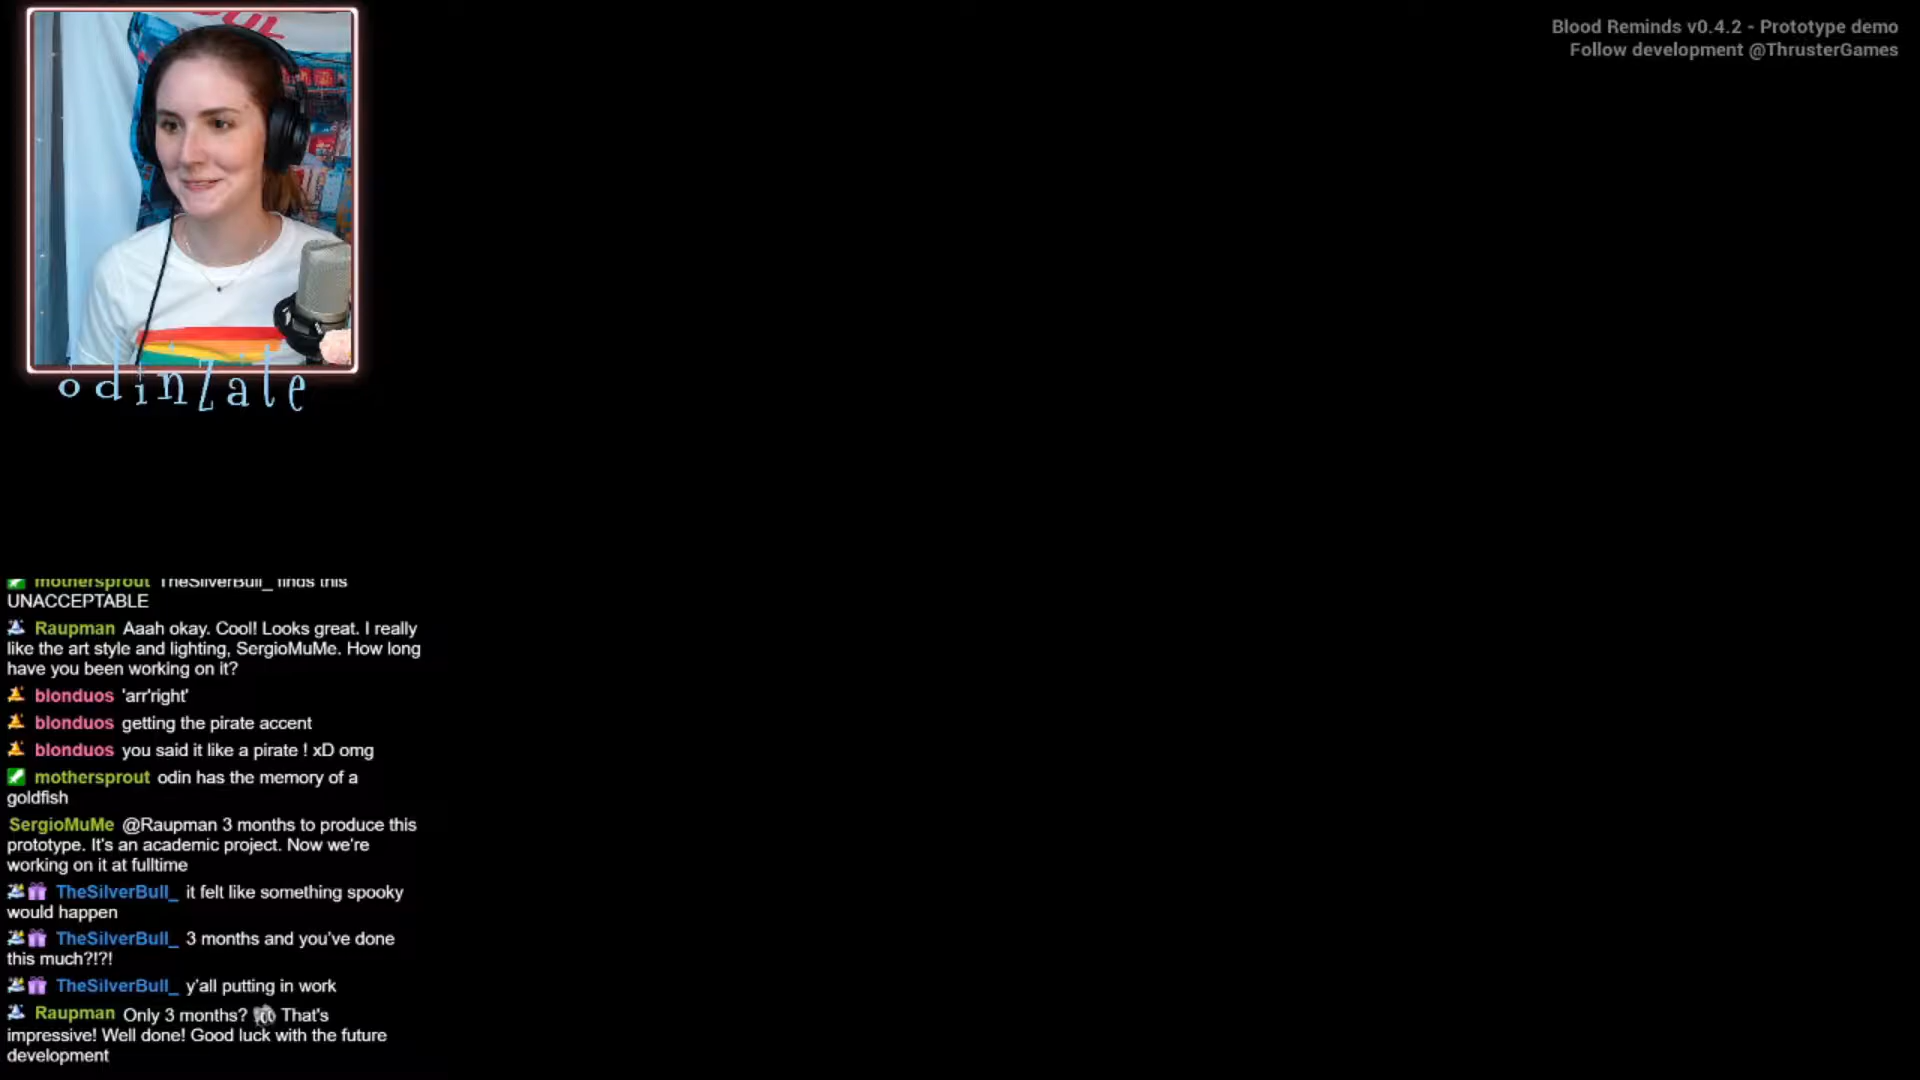 Blood Reminds v0.4.2 - Prototype demo
Follow development @ThrusterGames
odinzate
mothersprout TheSilverBull_ finds this
UNACCEPTABLE
Raupman Aaah okay. Cool! Looks great. I really
like the art style and lighting, SergioMuMe. How long
have you been working on it?
blonduos 'arr'right'
blonduos getting the pirate accent
blonduos you said it like a pirate ! xD omg
mothersprout odin has the memory of a
goldfish
SergioMuMe @Raupman 3 months to produce this
prototype. It's an academic project. Now we're
working on it at fulltime
TheSilverBull_ it felt like something spooky
would happen
TheSilverBull_ 3 months and you've done
this much?!?!
TheSilverBull_ y'all putting in work
Raupman Only 3 months? That's
impressive! Well done! Good luck with the future
development